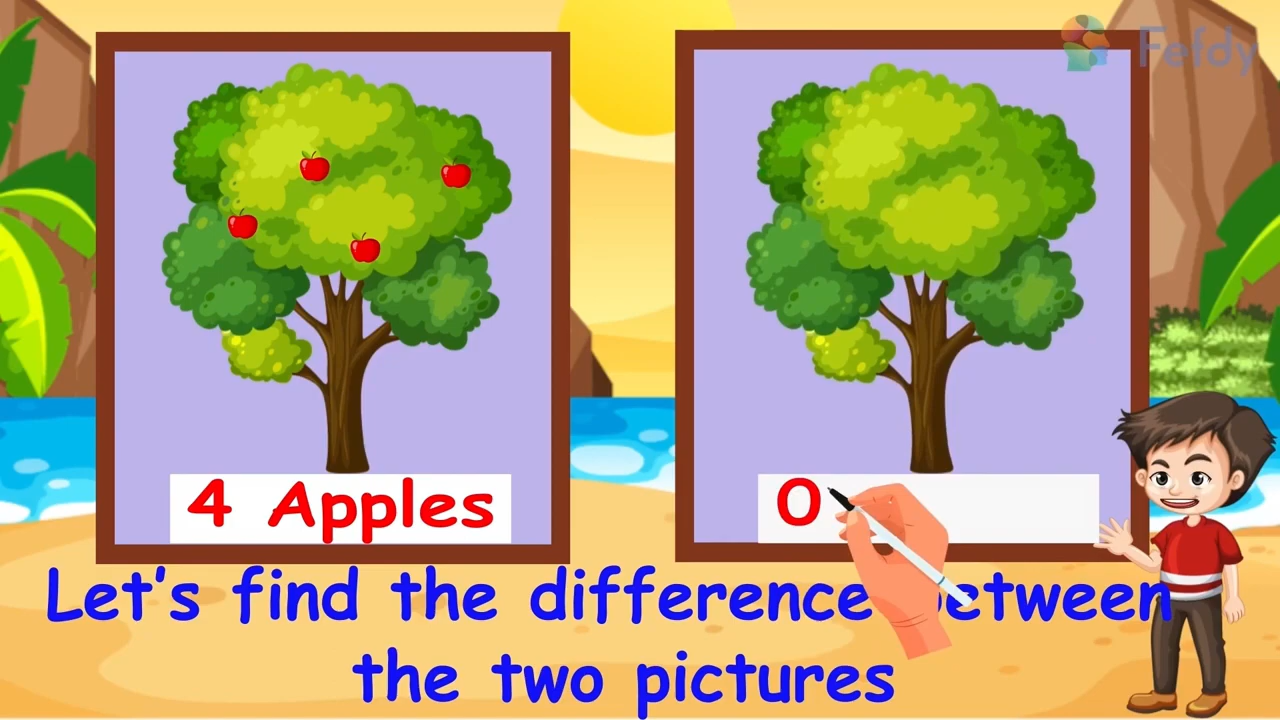 Fefdy
4 Apples
0
Let's find the difference between
the two pictures